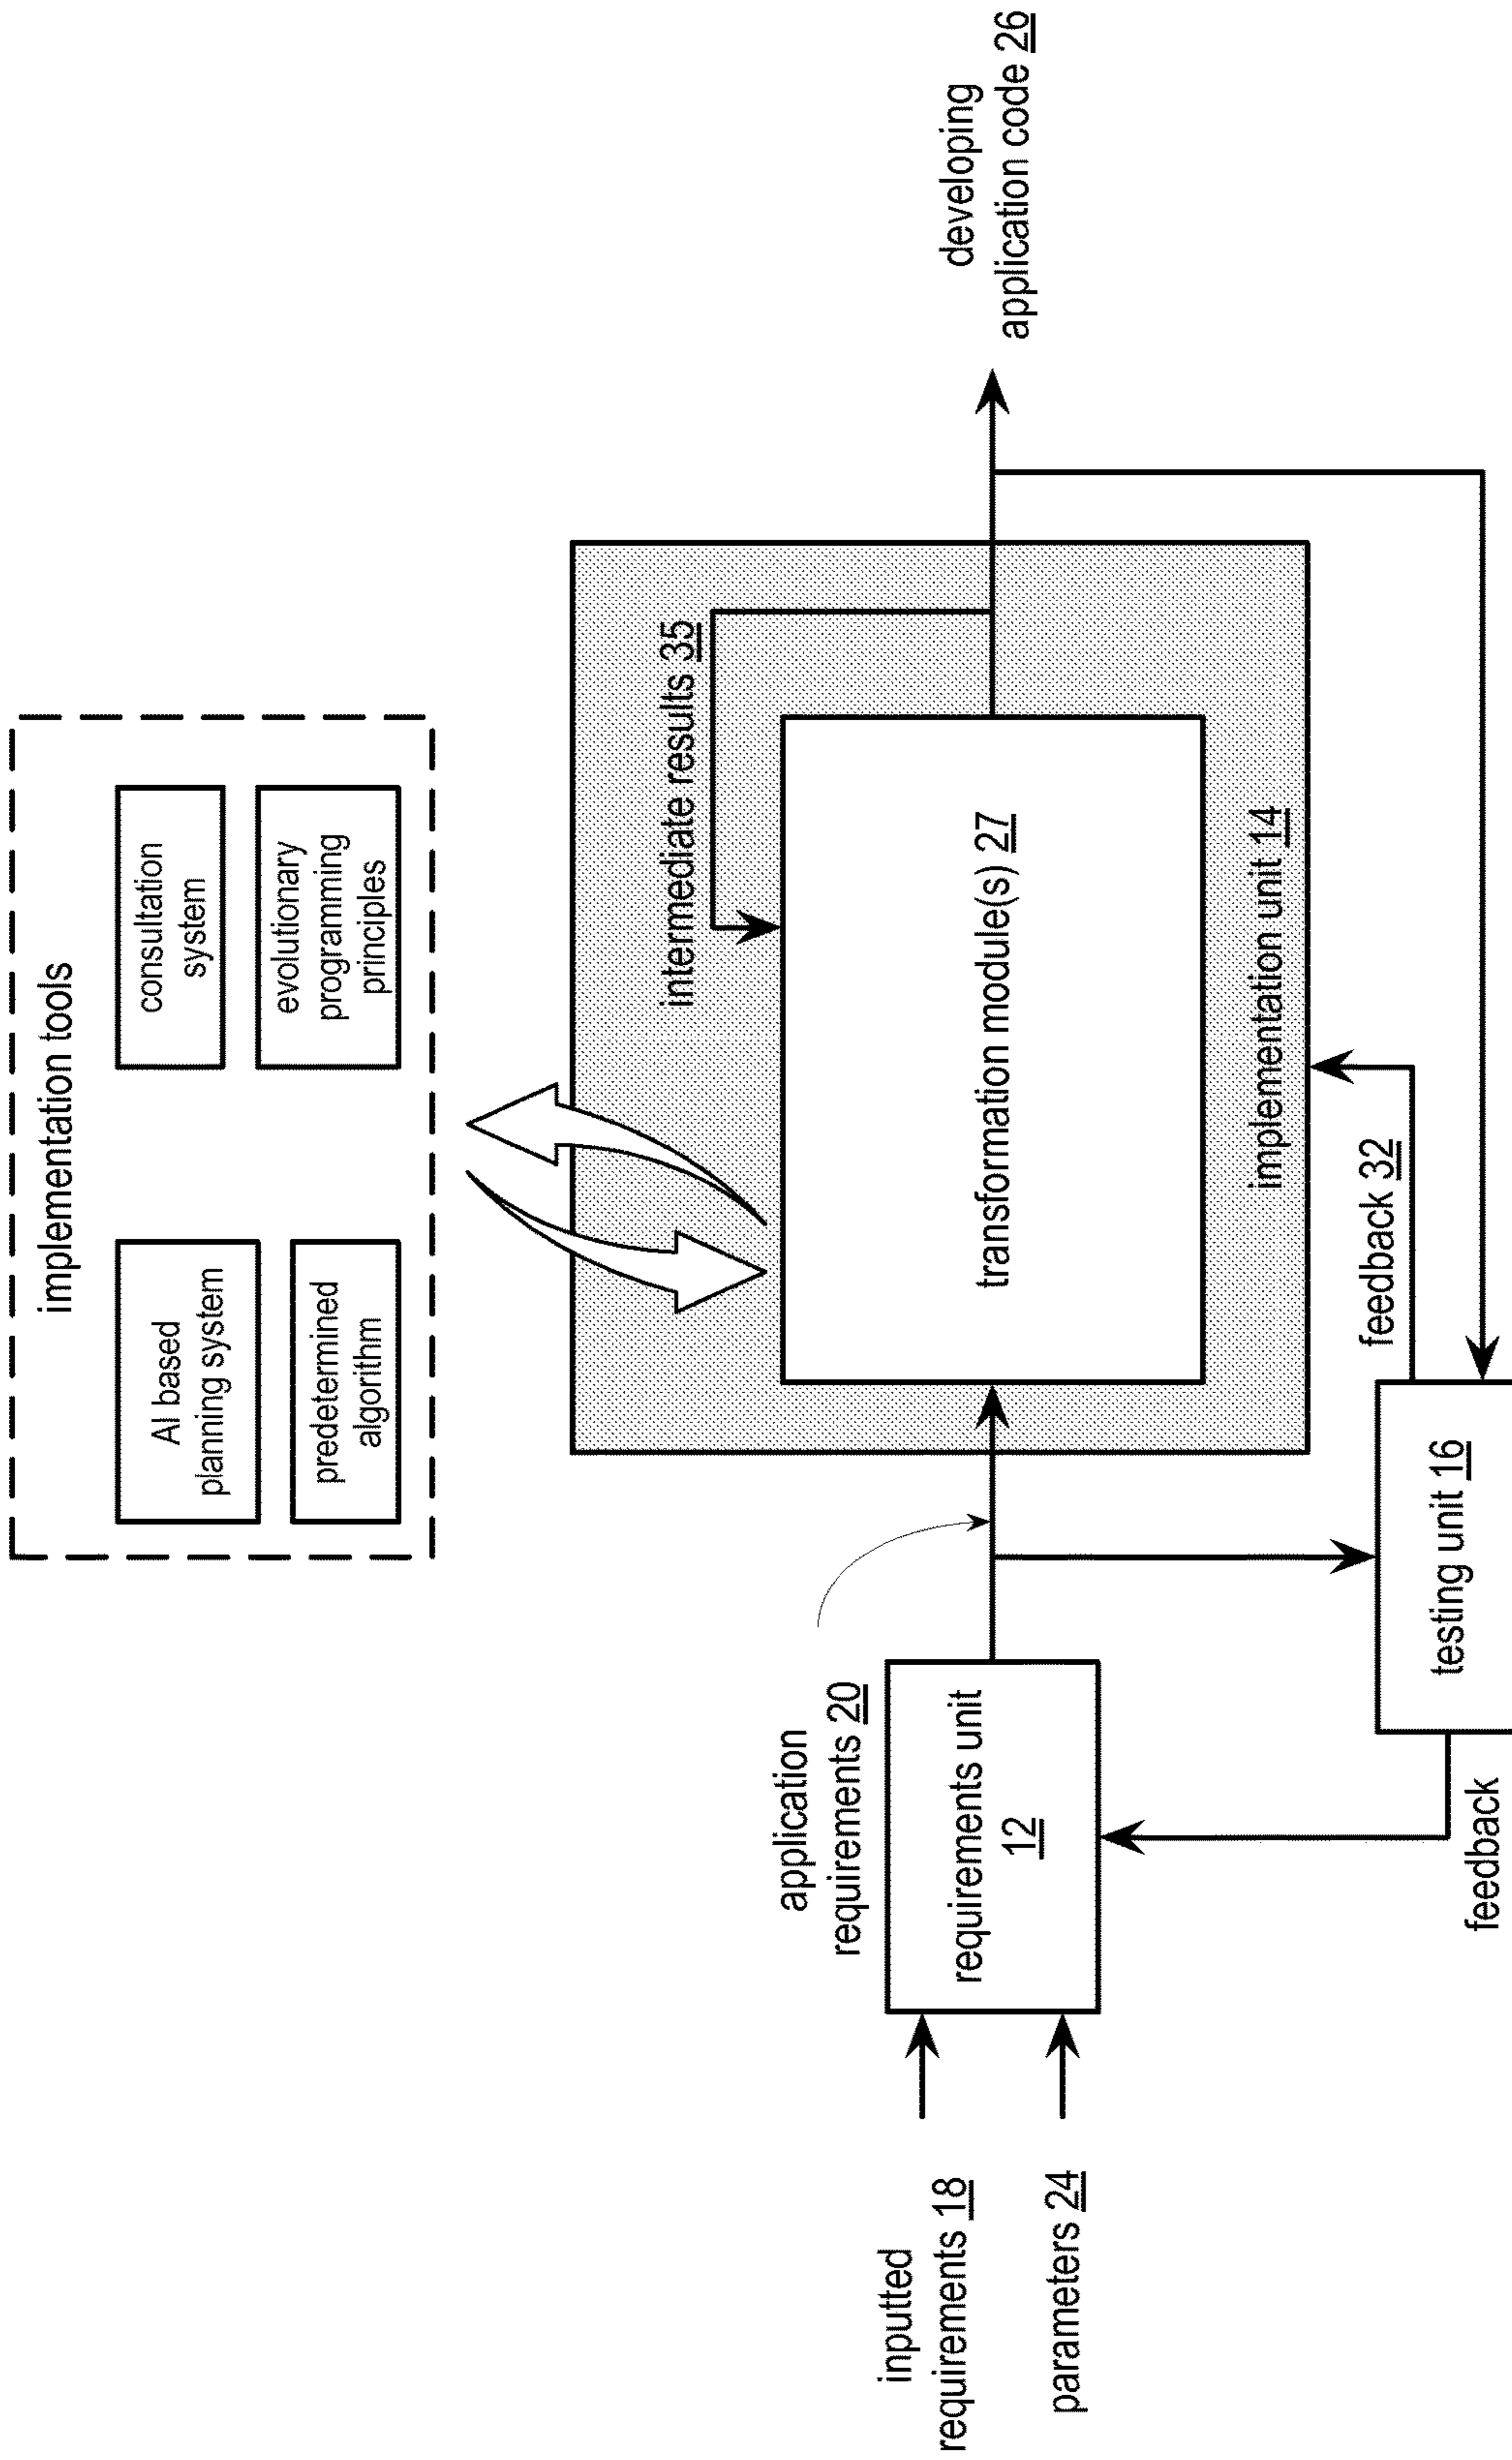 implementation tools
AI based
planning system
consultation
system
predetermined
algorithm
evolutionary
programming
principles
intermediate results 35
application
requirements 20
inputted
requirements 18
parameters 24
requirements unit
12
transformation module(s) 27
developing
application code 26
implementation unit 14
feedback 32
testing unit 16
feedback